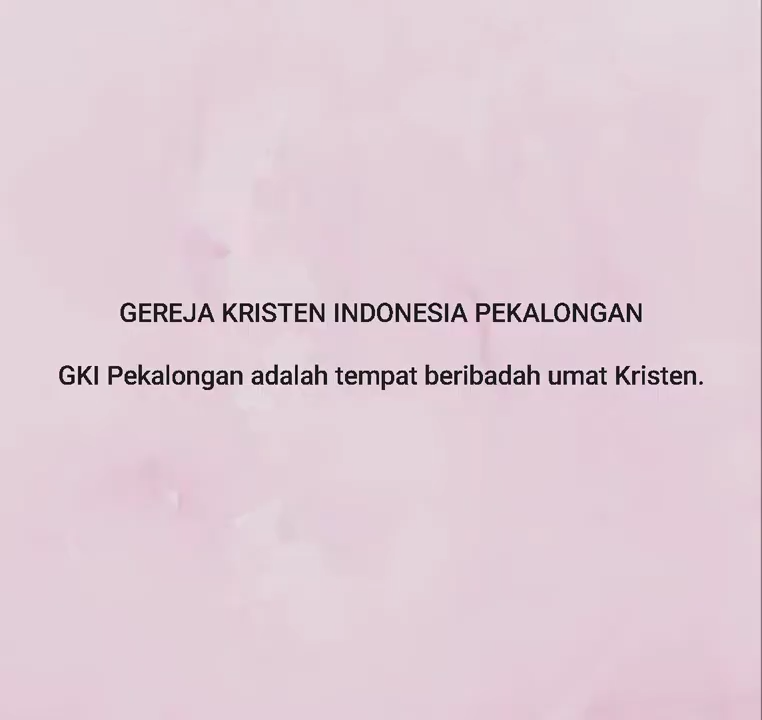 GEREJA KRISTEN INDONESIA PEKALONGAN
GKI Pekalongan adalah tempat beribadah umat Kristen.